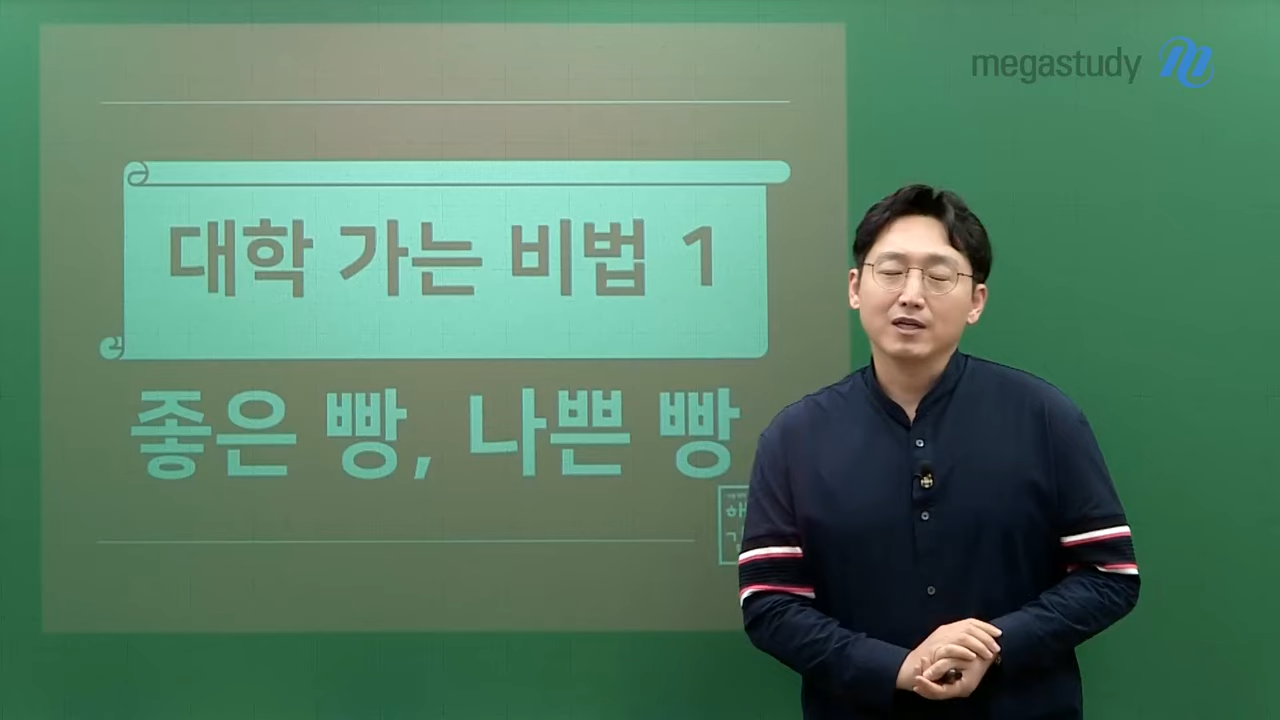 megastudy
대학 가는 비법 1
좋은 빵, 나쁜 빵